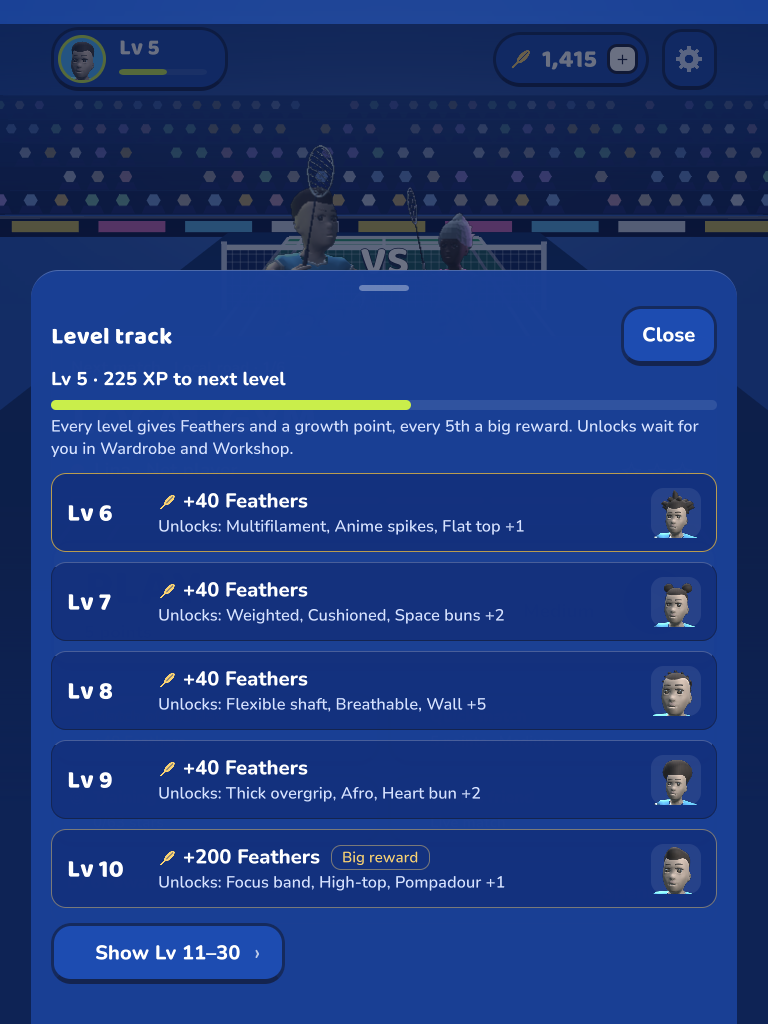 Lv 5
1,415
+
VS
Level track
Close
Lv 5 · 225 XP to next level
Every level gives Feathers and a growth point, every 5th a big reward. Unlocks wait for
you in Wardrobe and Workshop.
Lv 6
+40 Feathers
Unlocks: Multifilament, Anime spikes, Flat top +1
Lv 7
+40 Feathers
Unlocks: Weighted, Cushioned, Space buns +2
Lv 8
+40 Feathers
Unlocks: Flexible shaft, Breathable, Wall +5
Lv 9
+40 Feathers
Unlocks: Thick overgrip, Afro, Heart bun +2
Lv 10
+200 Feathers Big reward
Unlocks: Focus band, High-top, Pompadour +1
Show Lv 11–30 ›